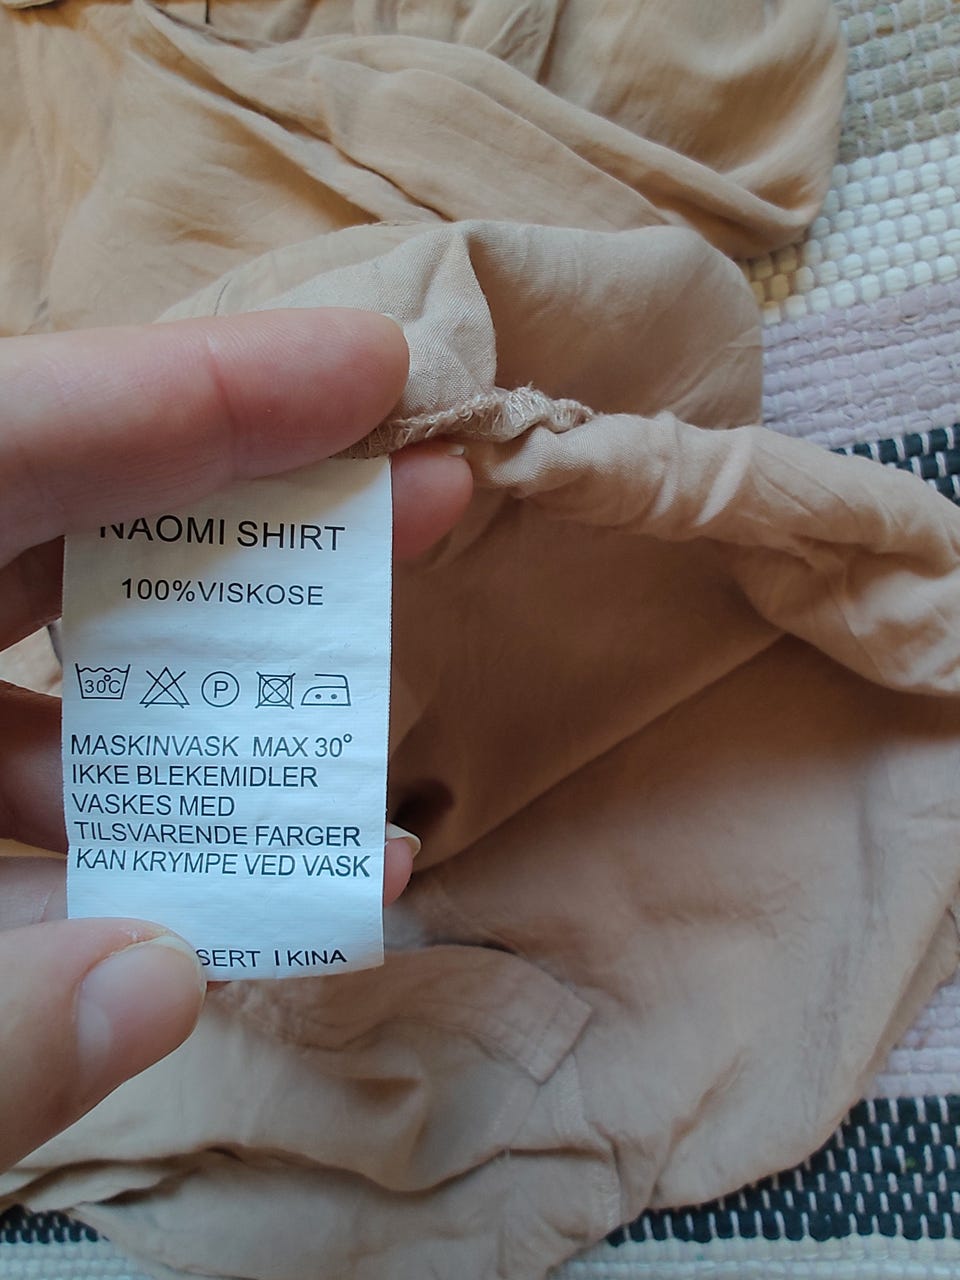 NAOMI SHIRT
100%VISKOSE
30°C P
MASKINVASK MAX 30°
IKKE BLEKEMIDLER
VASKES MED
TILSVARENDE FARGER
KAN KRYMPE VED VASK
SERT I KINA